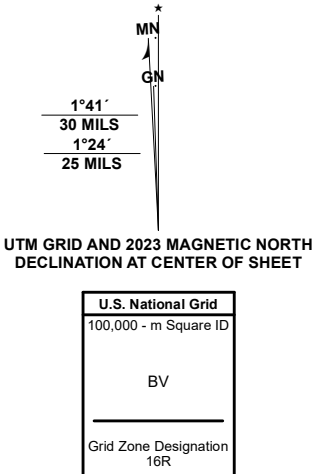 MN
GN
1°41´
30 MILS
1°24´
25 MILS
UTM GRID AND 2023 MAGNETIC NORTH
DECLINATION AT CENTER OF SHEET
U.S. National Grid
100,000 - m Square ID
BV
Grid Zone Designation
16R